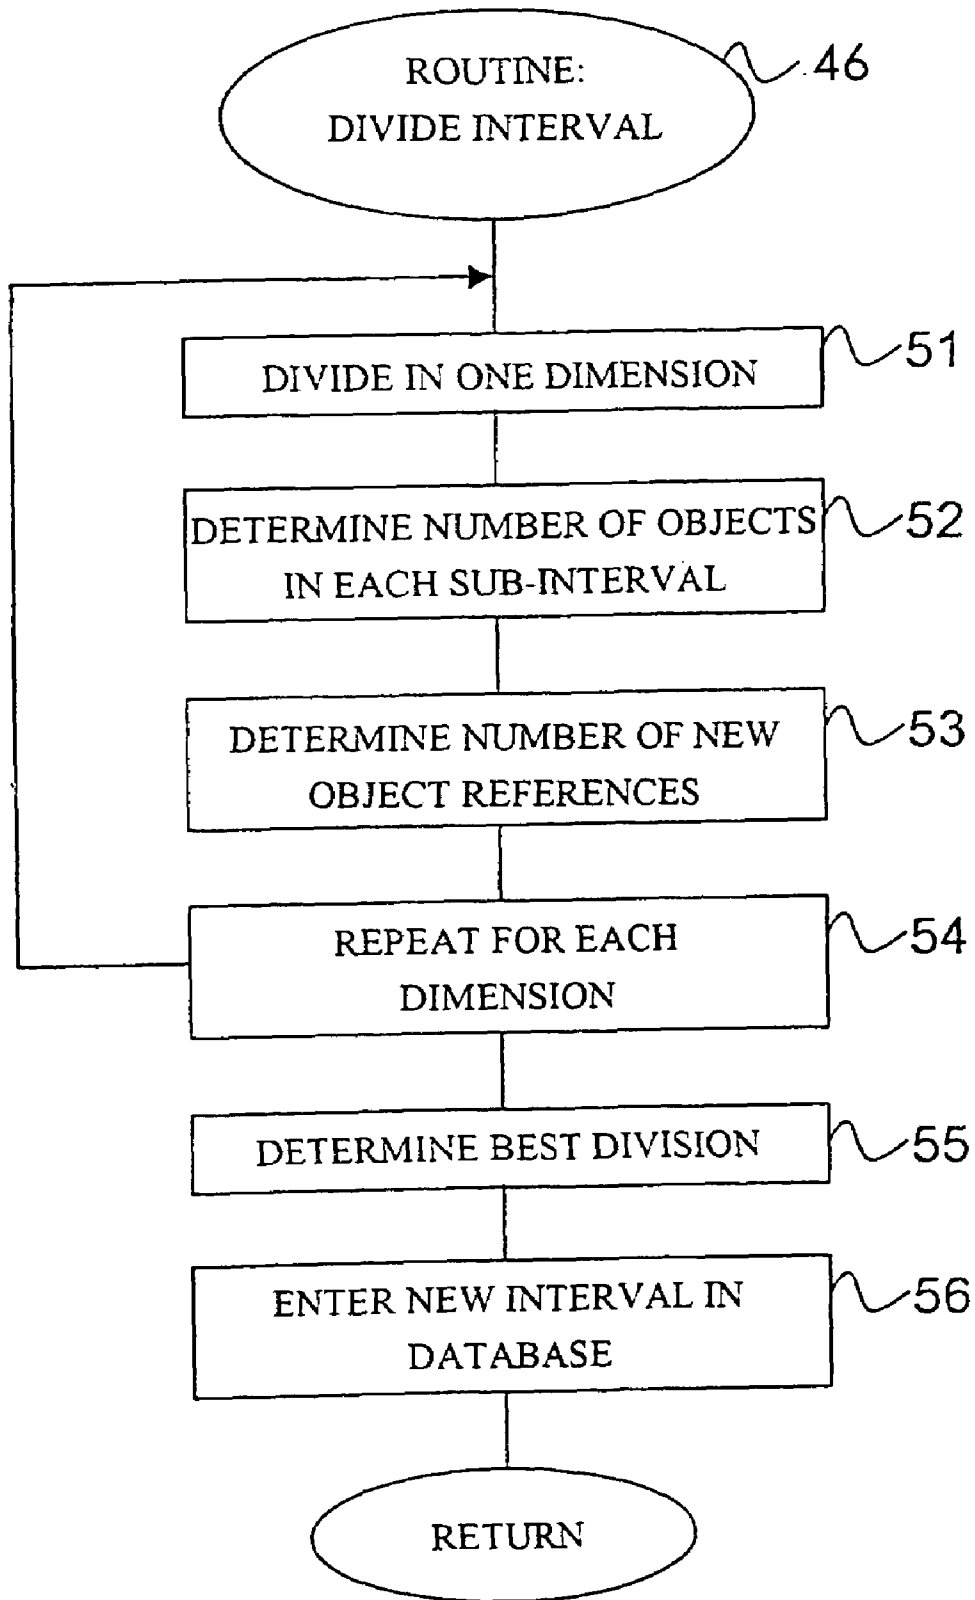 ROUTINE:
DIVIDE INTERVAL
46
DIVIDE IN ONE DIMENSION
51
DETERMINE NUMBER OF OBJECTS
IN EACH SUB-INTERVAL
52
DETERMINE NUMBER OF NEW
OBJECT REFERENCES
53
REPEAT FOR EACH
DIMENSION
54
DETERMINE BEST DIVISION
55
ENTER NEW INTERVAL IN
DATABASE
56
RETURN